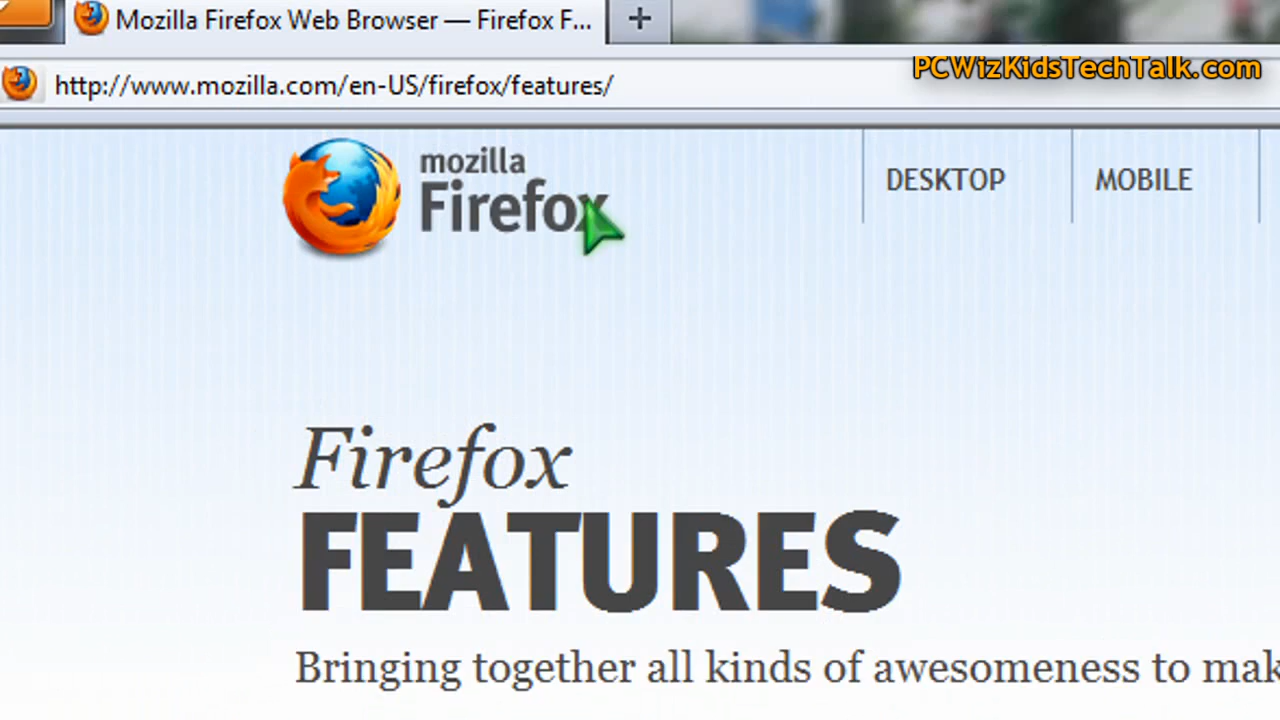 Mozilla Firefox Web Browser — Firefox F...
+
http://www.mozilla.com/en-US/firefox/features/
PCWizKidsTechTalk.com
mozilla
Firefox
DESKTOP
MOBILE
Firefox
FEATURES
Bringing together all kinds of awesomeness to mak